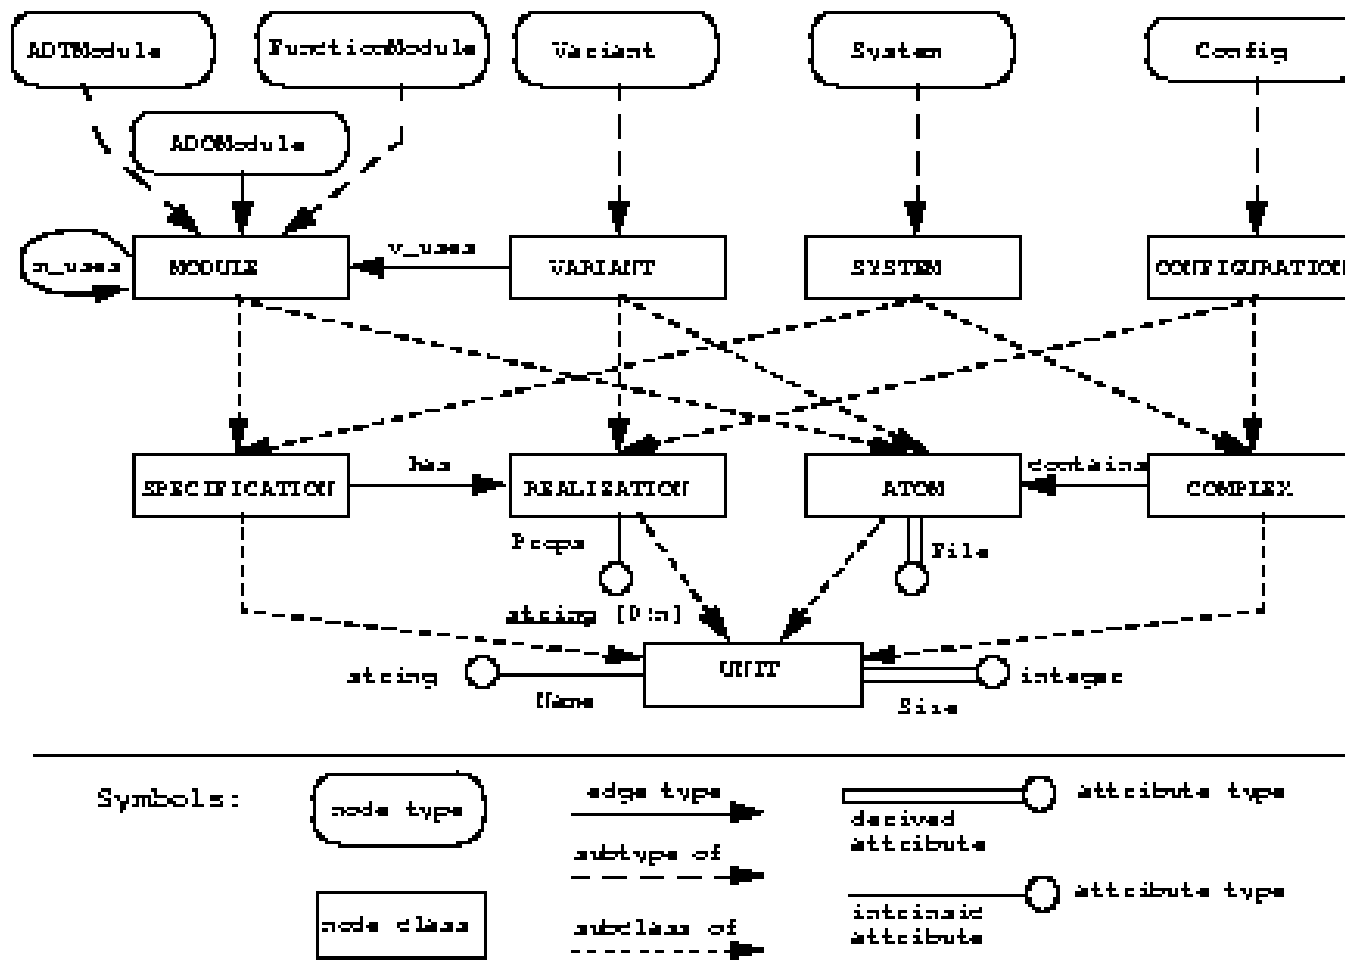 ADTModule
FunctionModule
Variant
System
Config
ADOModule
m_uses
MODULE
v_uses
VARIANT
SYSTEM
CONFIGURATION
SPECIFICATION
has
REALIZATION
ATOM
contains
COMPLEX
Props
File
string [0:n]
string
Name
UNIT
Size
integer
Symbols:
node type
edge type
attribute type
derived
attribute
subtype of
node class
attribute type
intrinsic
attribute
subclass of